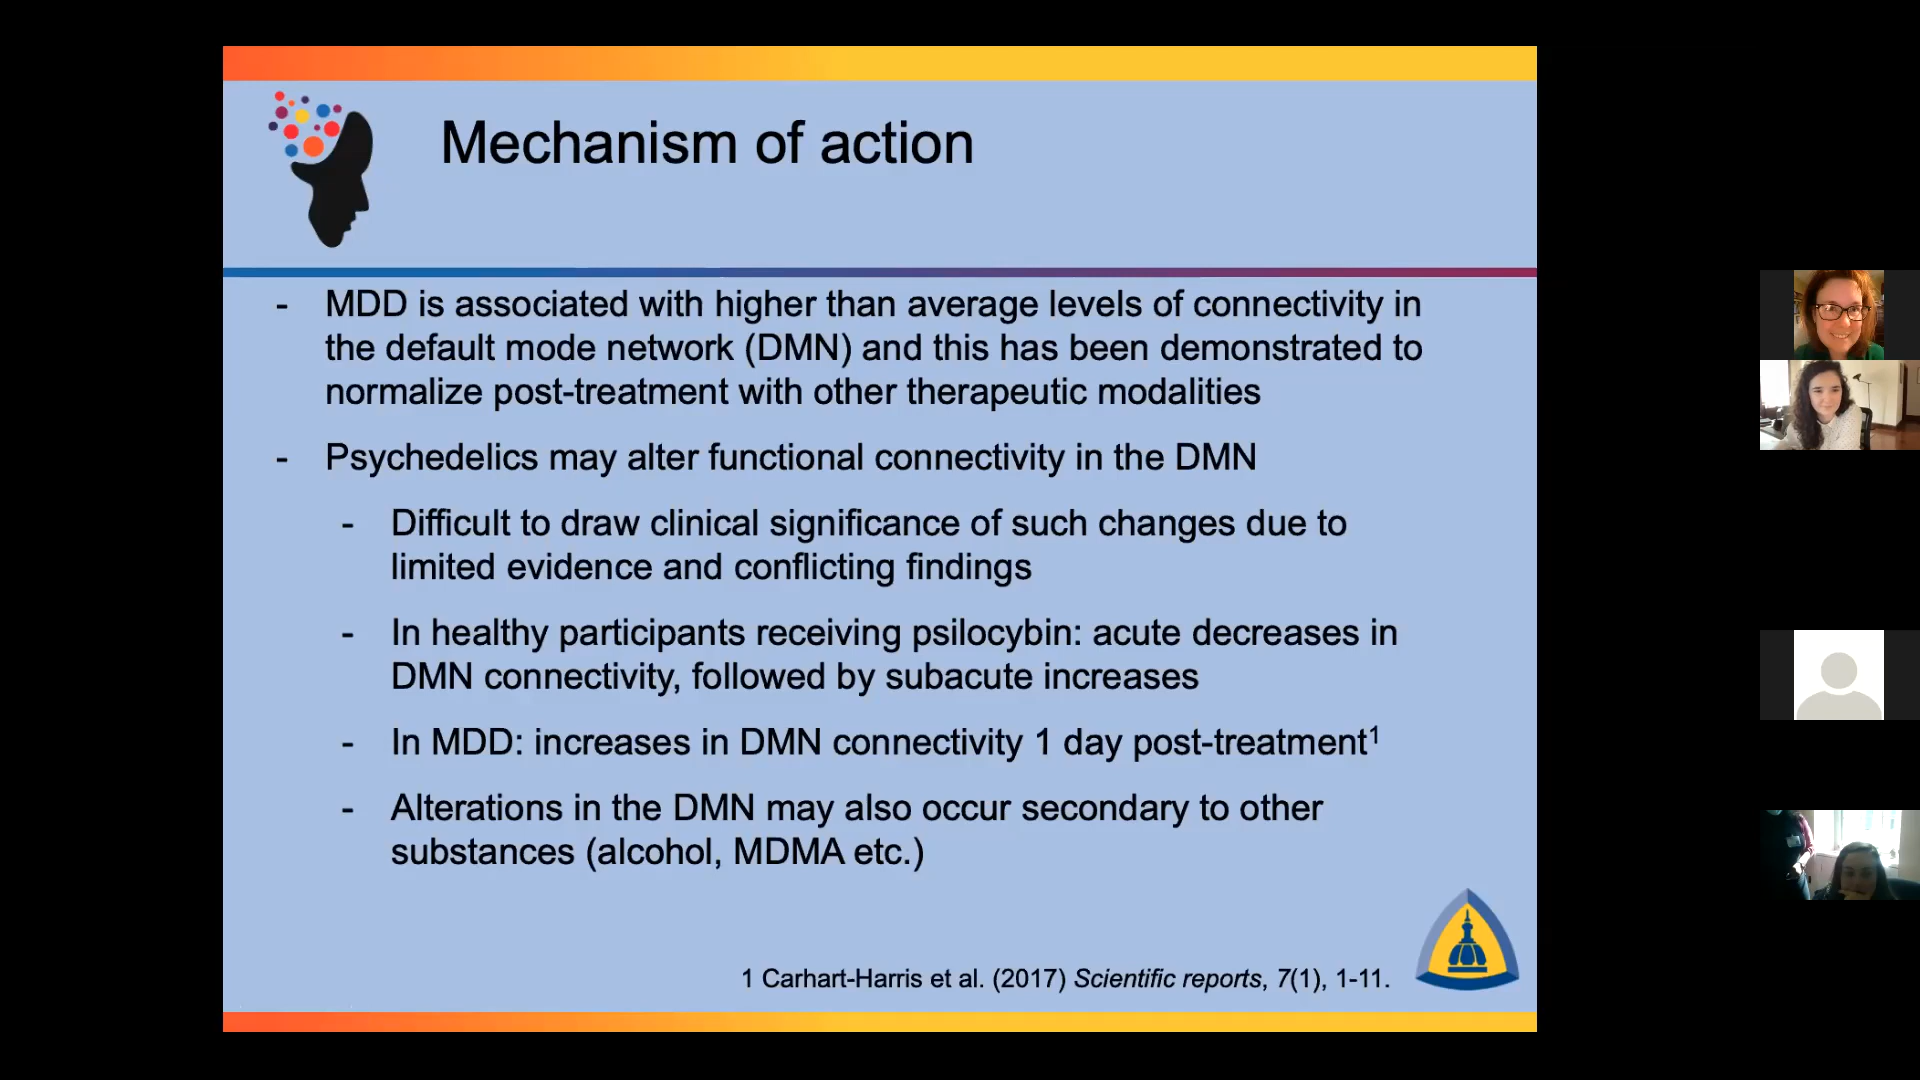 Mechanism of action
- MDD is associated with higher than average levels of connectivity in
the default mode network (DMN) and this has been demonstrated to
normalize post-treatment with other therapeutic modalities
- Psychedelics may alter functional connectivity in the DMN
- Difficult to draw clinical significance of such changes due to
limited evidence and conflicting findings
- In healthy participants receiving psilocybin: acute decreases in
DMN connectivity, followed by subacute increases
- In MDD: increases in DMN connectivity 1 day post-treatment¹
- Alterations in the DMN may also occur secondary to other
substances (alcohol, MDMA etc.)
1 Carhart-Harris et al. (2017) Scientific reports, 7(1), 1-11.